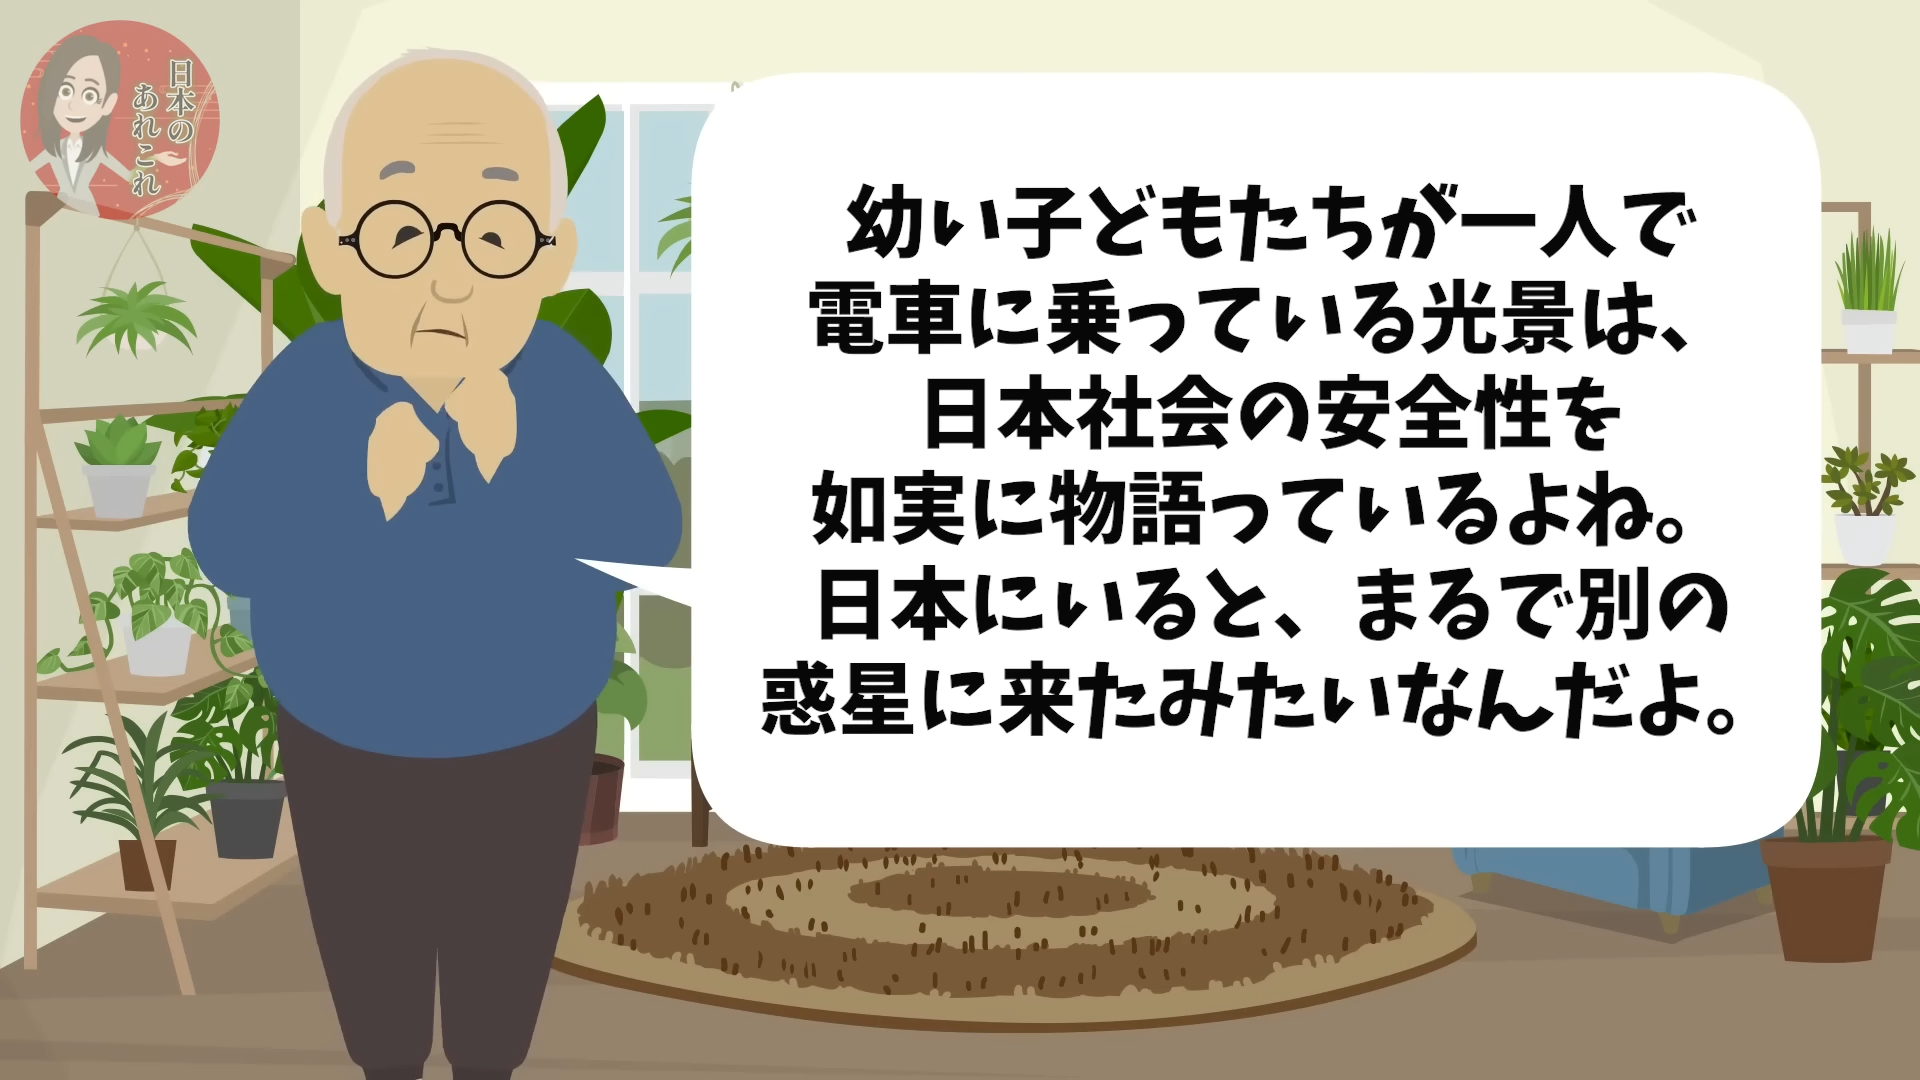 日本の
あれこれ
幼い子どもたちが一人で
電車に乗っている光景は、
日本社会の安全性を
如実に物語っているよね。
日本にいると、まるで別の
惑星に来たみたいなんだよ。